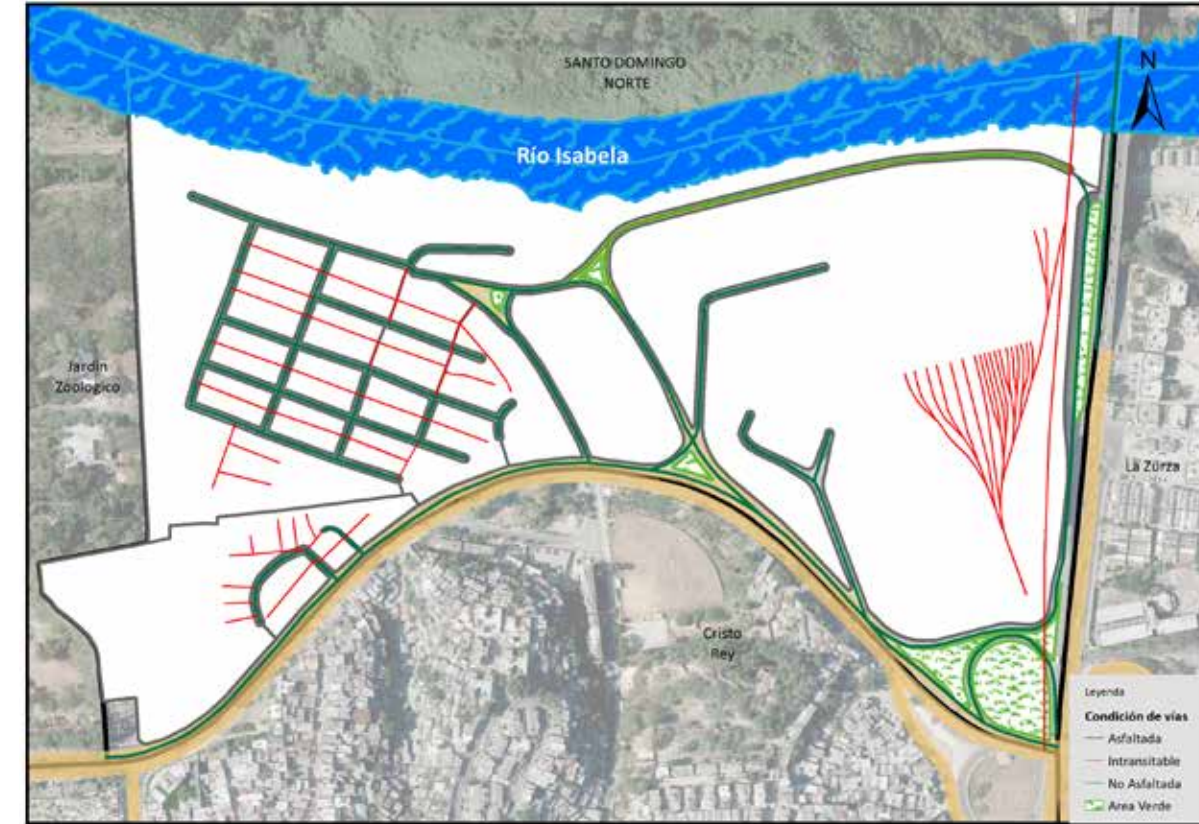 SANTO DOMINGO
NORTE
N
Río Isabela
Jardín
Zoologico
La Zurza
Cristo
Rey
Leyenda
Condición de vías
Asfaltada
Intransitable
No Asfaltada
Area Verde